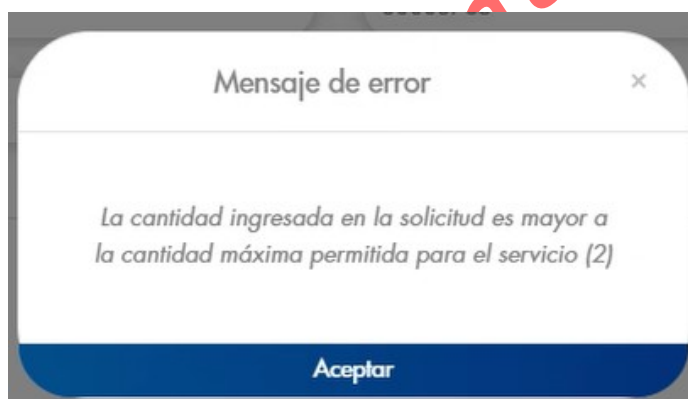 Mensaje de error
×
La cantidad ingresada en la solicitud es mayor a
la cantidad máxima permitida para el servicio (2)
Aceptar